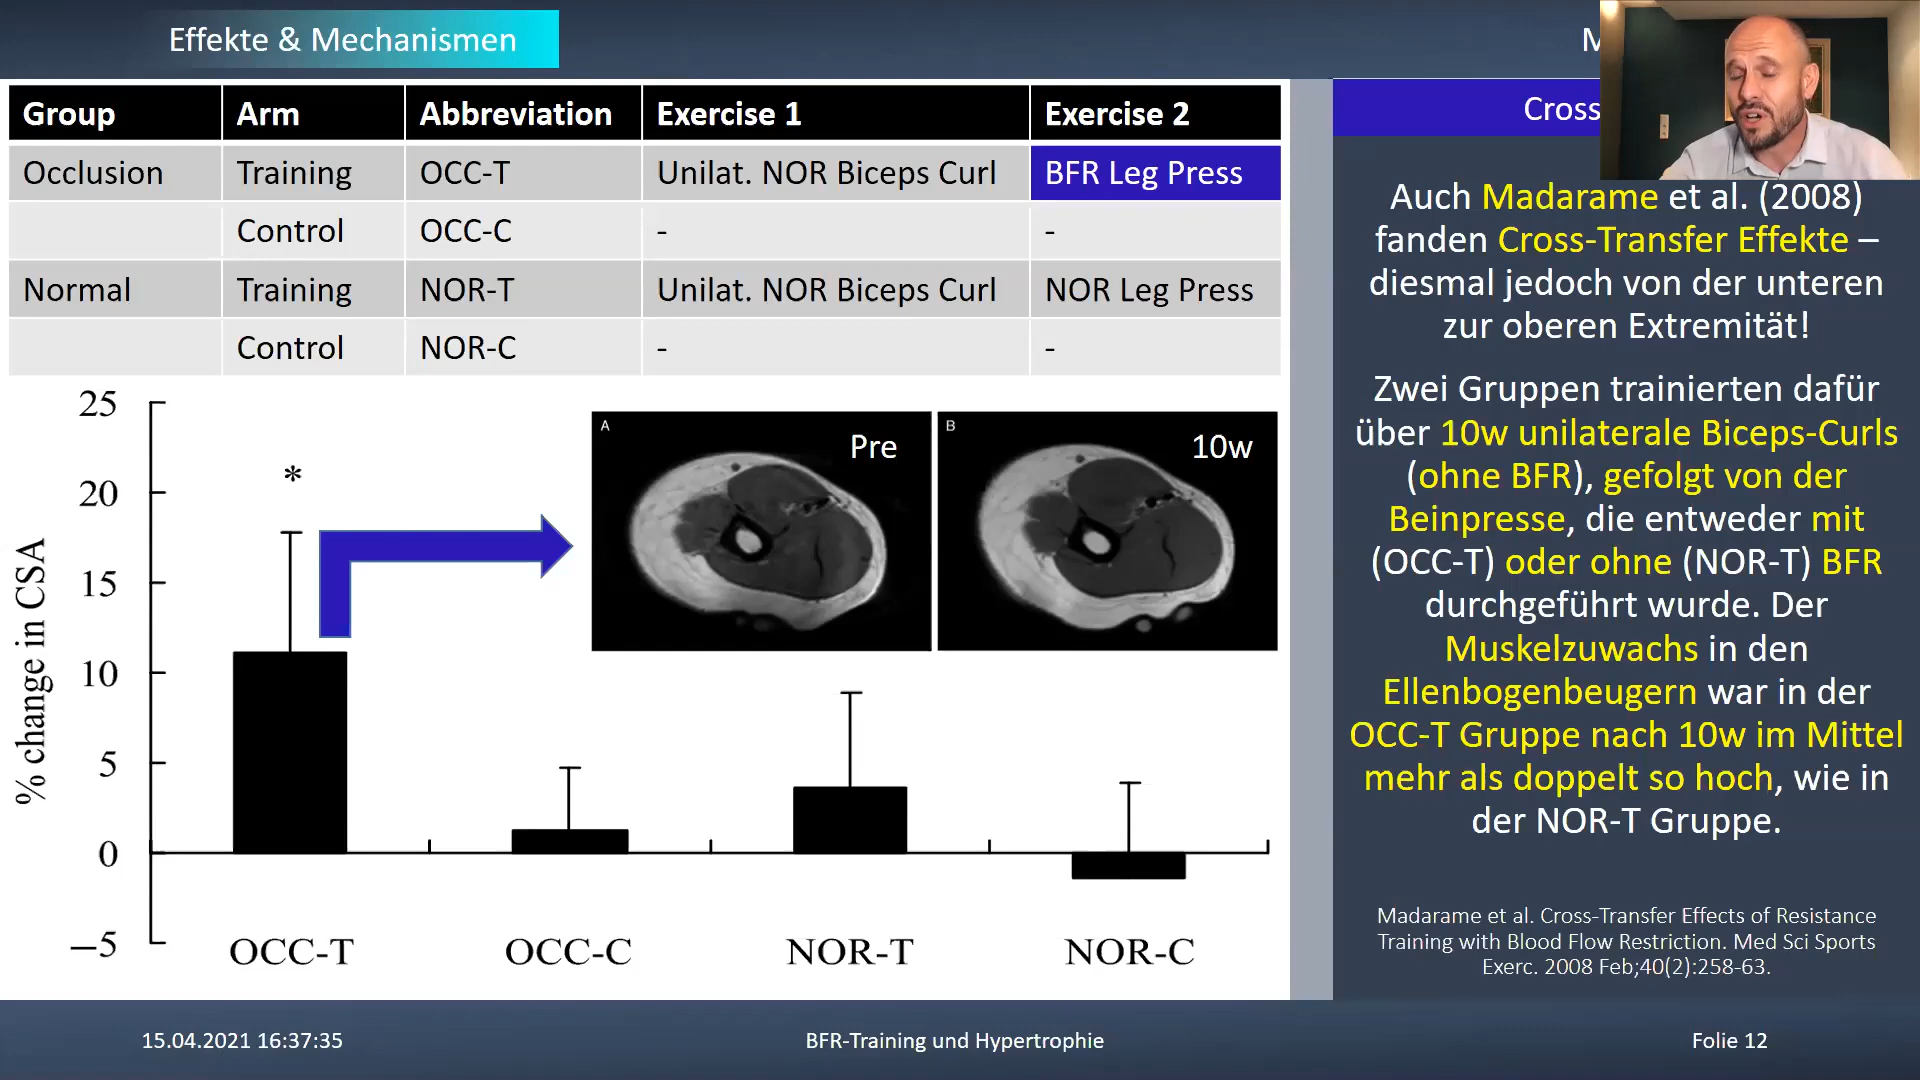 Effekte & Mechanismen
M
Group Arm Abbreviation Exercise 1 Exercise 2
Occlusion Training OCC-T Unilat. NOR Biceps Curl BFR Leg Press
Control OCC-C - -
Normal Training NOR-T Unilat. NOR Biceps Curl NOR Leg Press
Control NOR-C - -
% change in CSA
25
20
15
10
5
0
−5
*
A
Pre
B
10w
OCC-T OCC-C NOR-T NOR-C
Cross
Auch Madarame et al. (2008)
fanden Cross-Transfer Effekte –
diesmal jedoch von der unteren
zur oberen Extremität!
Zwei Gruppen trainierten dafür
über 10w unilaterale Biceps-Curls
(ohne BFR), gefolgt von der
Beinpresse, die entweder mit
(OCC-T) oder ohne (NOR-T) BFR
durchgeführt wurde. Der
Muskelzuwachs in den
Ellenbogenbeugern war in der
OCC-T Gruppe nach 10w im Mittel
mehr als doppelt so hoch, wie in
der NOR-T Gruppe.
Madarame et al. Cross-Transfer Effects of Resistance
Training with Blood Flow Restriction. Med Sci Sports
Exerc. 2008 Feb;40(2):258-63.
15.04.2021 16:37:35
BFR-Training und Hypertrophie
Folie 12